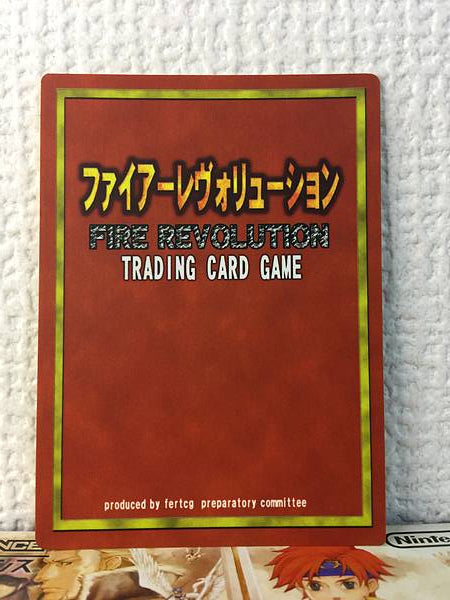 ファイアーレヴォリューション
FIRE REVOLUTION
TRADING CARD GAME
produced by fertcg preparatory committee